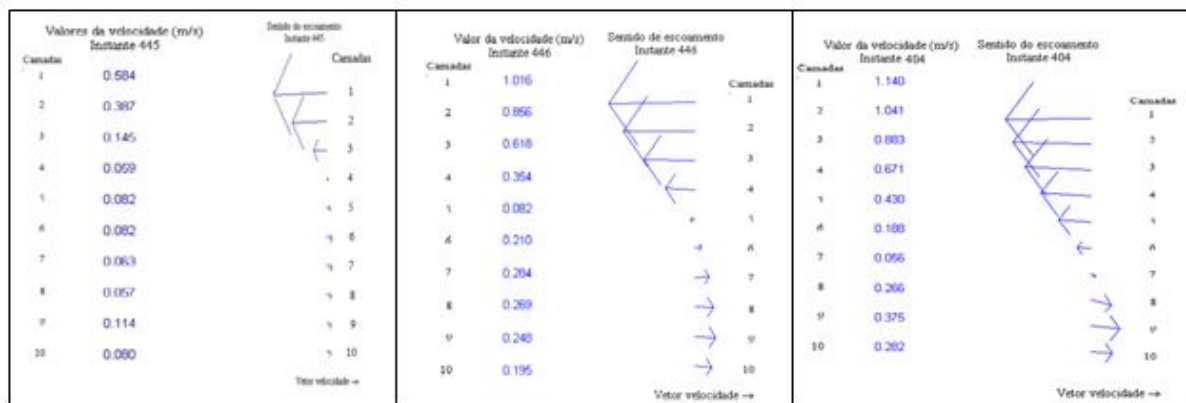 Valores da velocidade (m/s)
Instante 445
Sentido do escoamento
Instante 445
Camadas
Camadas
1 0.584 1
2 0.387 2
3 0.145 3
4 0.059 4
5 0.082 5
6 0.082 6
7 0.063 7
8 0.057 8
9 0.114 9
10 0.080 10
Vetor velocidade →
Valor da velocidade (m/s)
Instante 446
Sentido de escoamento
Instante 446
Camadas
Camadas
1 1.016 1
2 0.856 2
3 0.618 3
4 0.354 4
5 0.082 5
6 0.210 6
7 0.284 7
8 0.269 8
9 0.248 9
10 0.195 10
Vetor velocidade →
Valor da velocidade (m/s)
Instante 404
Sentido de escoamento
Instante 404
Camadas
Camadas
1 1.140 1
2 1.041 2
3 0.883 3
4 0.671 4
5 0.430 5
6 0.188 6
7 0.056 7
8 0.266 8
9 0.375 9
10 0.282 10
Vetor velocidade →